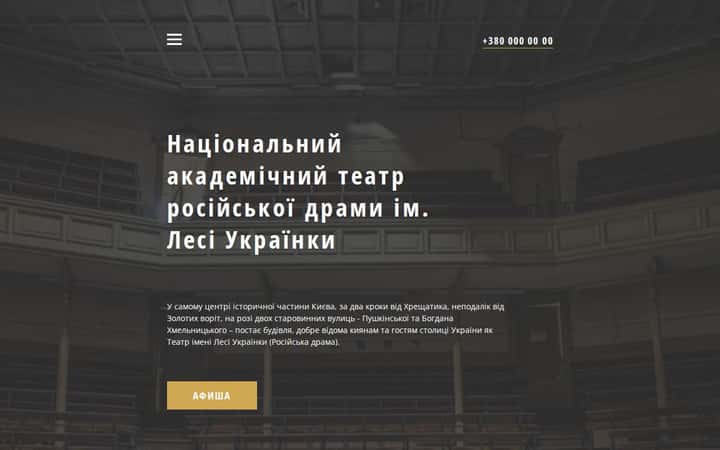 +380 000 00 00
Національний
академічний театр
російської драми ім.
Лесі Українки
У самому центрі історичної частини Києва, за два кроки від Хрещатика, неподалік від
Золотих воріт, на розі двох старовинних вулиць - Пушкінської та Богдана
Хмельницького – постає будівля, добре відома киянам та гостям столиці України як
Театр імені Лесі Українки (Російська драма).
АФИША